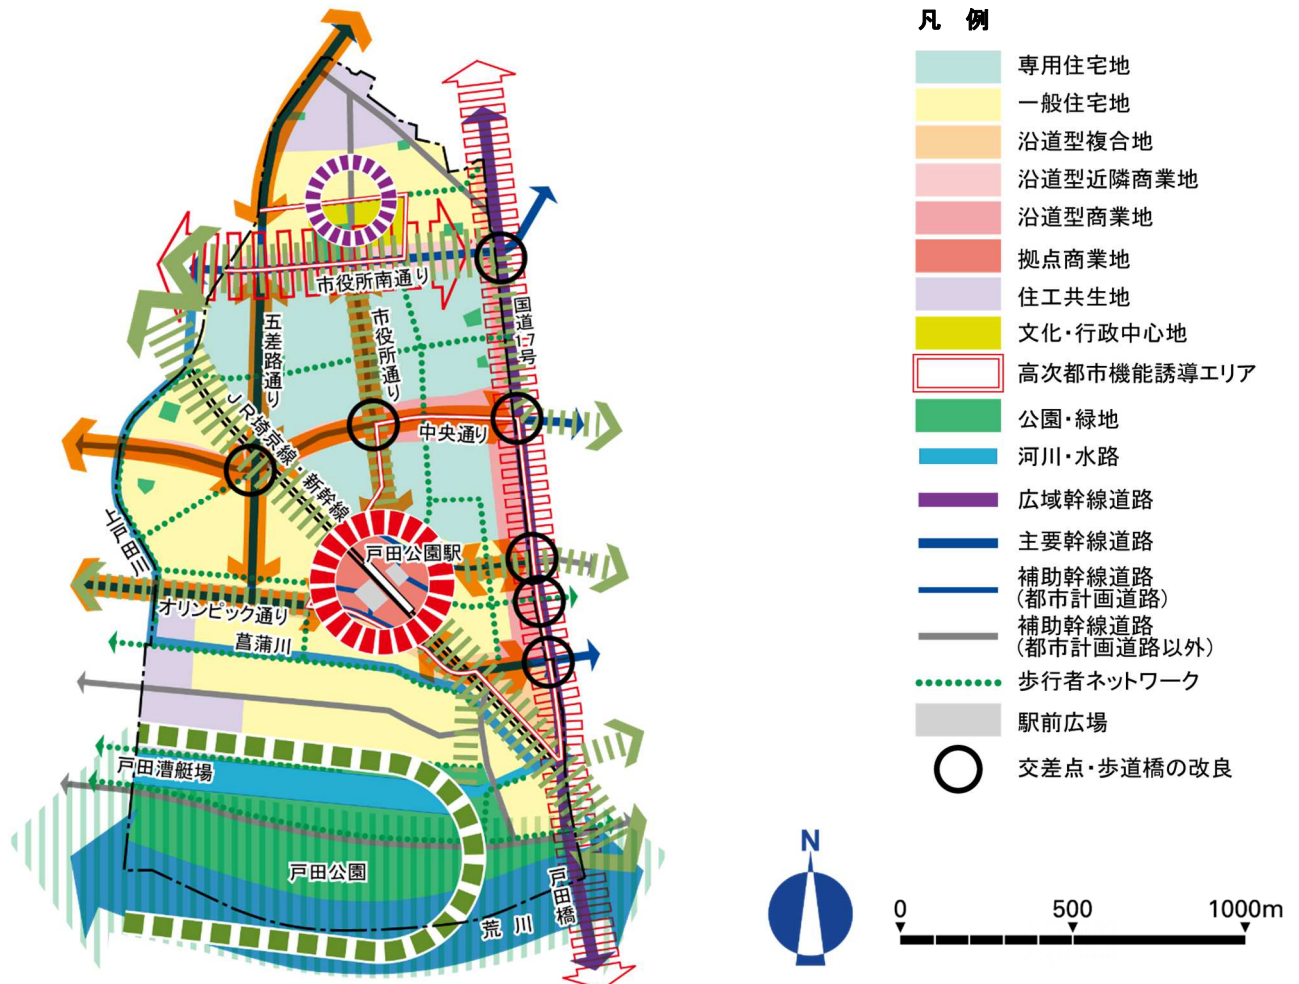 凡 例
専用住宅地
一般住宅地
沿道型複合地
沿道型近隣商業地
沿道型商業地
拠点商業地
住工共生地
文化・行政中心地
高次都市機能誘導エリア
公園・緑地
河川・水路
広域幹線道路
主要幹線道路
補助幹線道路
(都市計画道路)
補助幹線道路
(都市計画道路以外)
歩行者ネットワーク
駅前広場
交差点・歩道橋の改良
市役所南通り
五差路通り
市役所通り
国道17号
JR埼京線・新幹線
中央通り
上戸田川
戸田公園駅
オリンピック通り
菖蒲川
戸田漕艇場
戸田公園
荒川
戸田橋
N
0 500 1000m